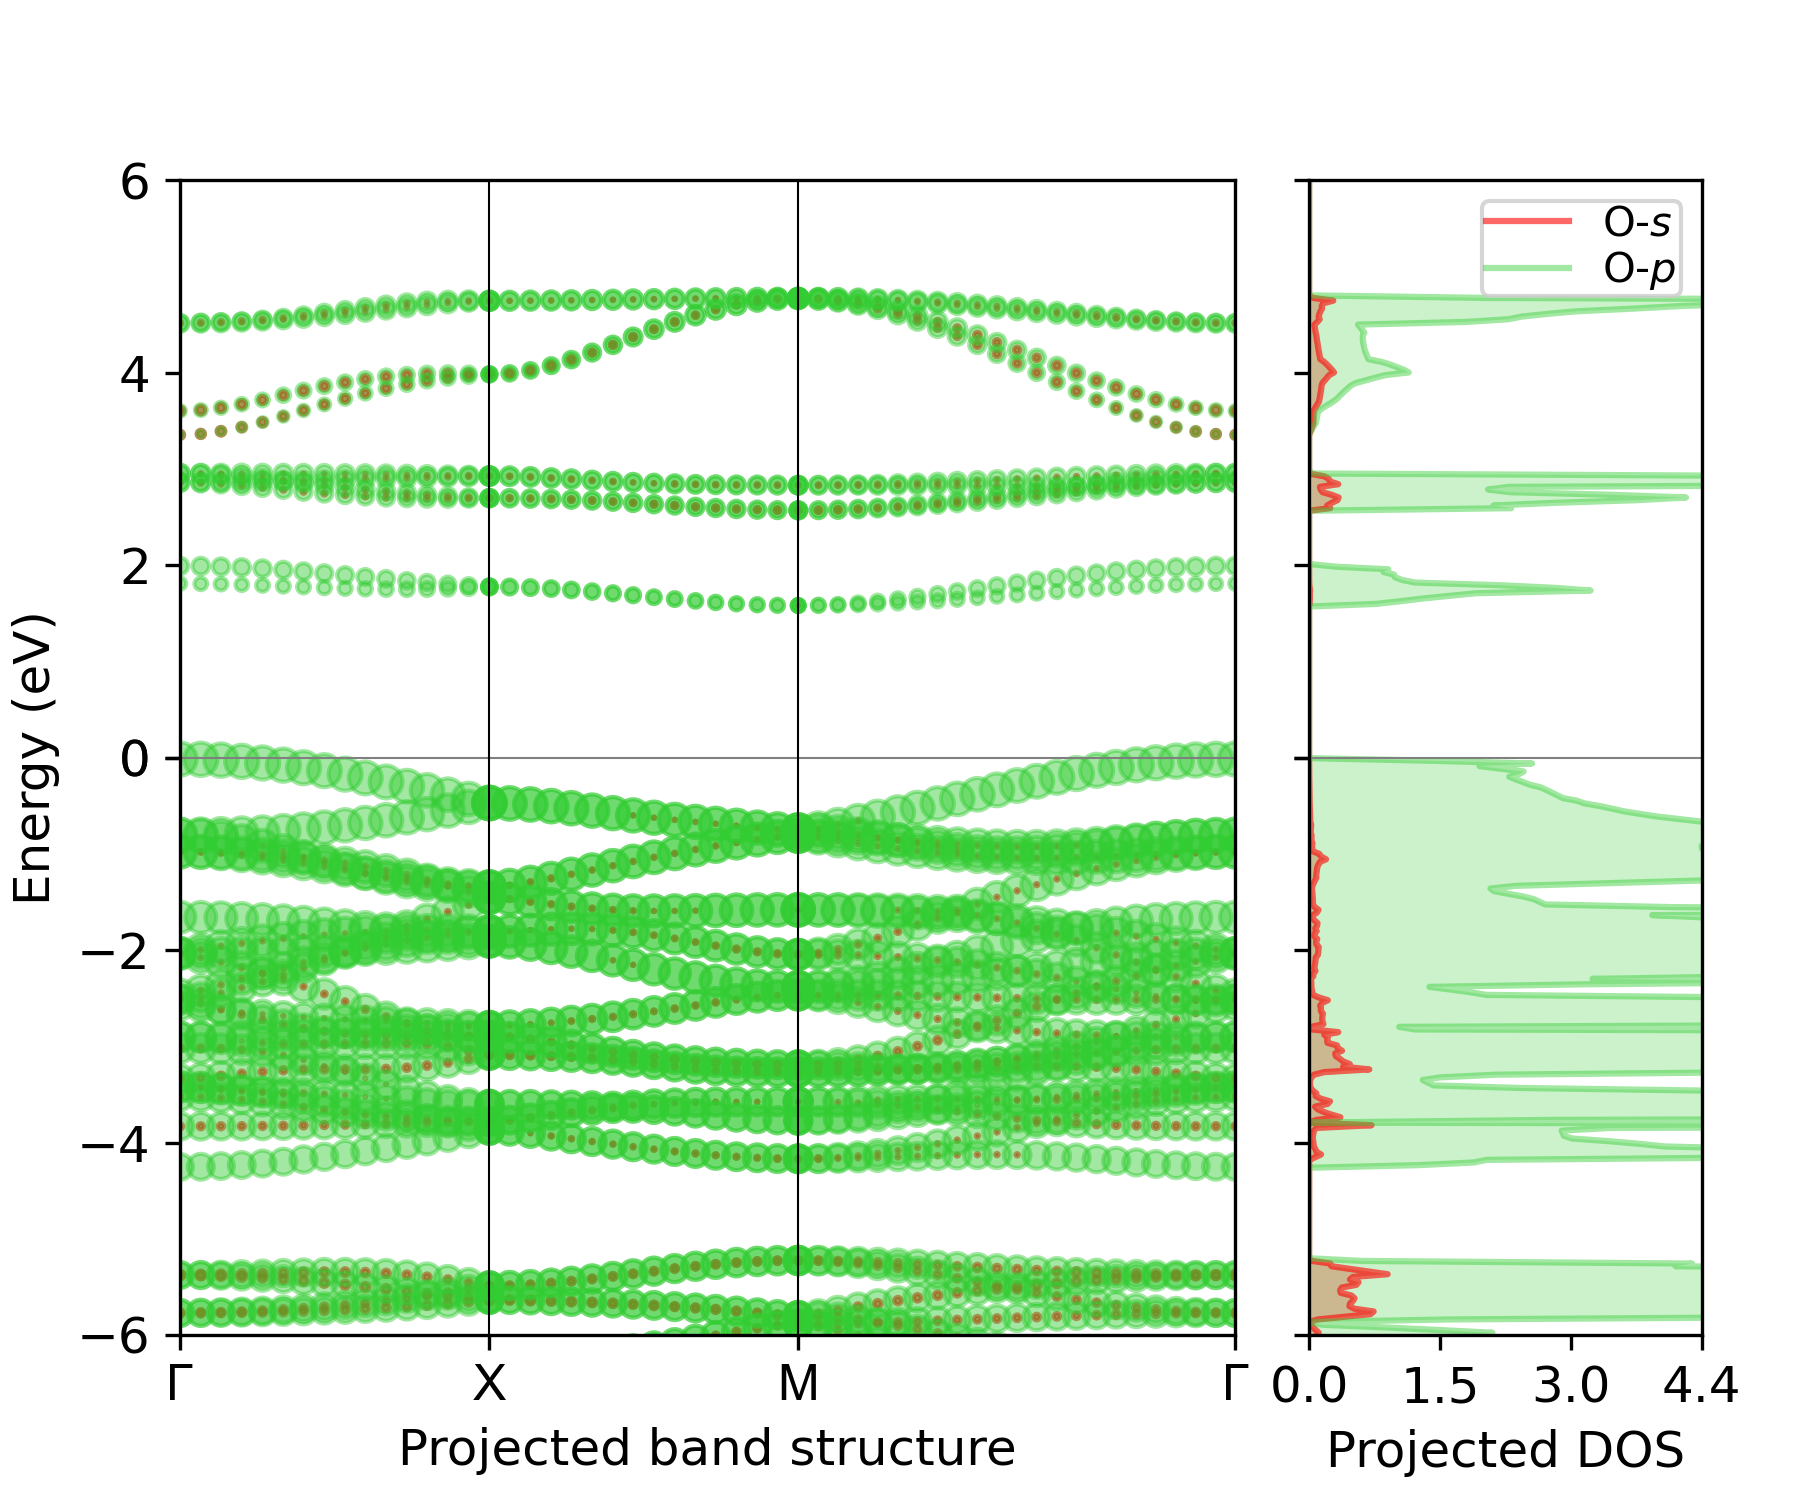 6
4
2
0
−2
−4
−6
Energy (eV)
Γ
X
M
Γ
Projected band structure
O-s
O-p
0.0
1.5
3.0
4.4
Projected DOS